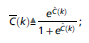 C̅(k)≜ e^{Ĉ(k)} / (1+e^{Ĉ(k)}) ;